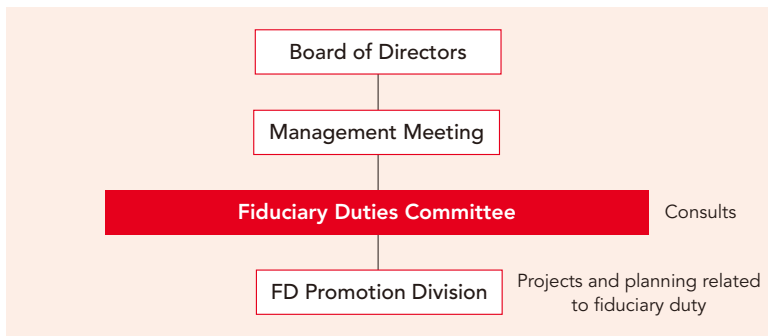 Board of Directors
Management Meeting
Fiduciary Duties Committee
Consults
FD Promotion Division
Projects and planning related
to fiduciary duty